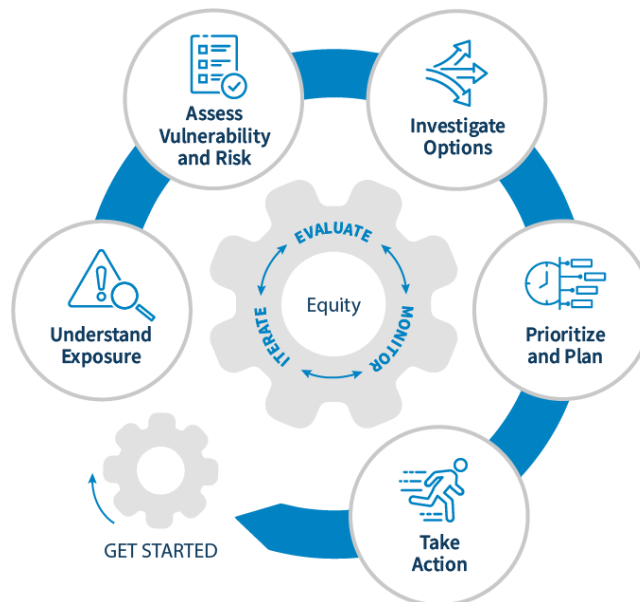 Assess
Vulnerability
and Risk
Investigate
Options
EVALUATE
Equity
ITERATE
MONITOR
Understand
Exposure
Prioritize
and Plan
GET STARTED
Take
Action